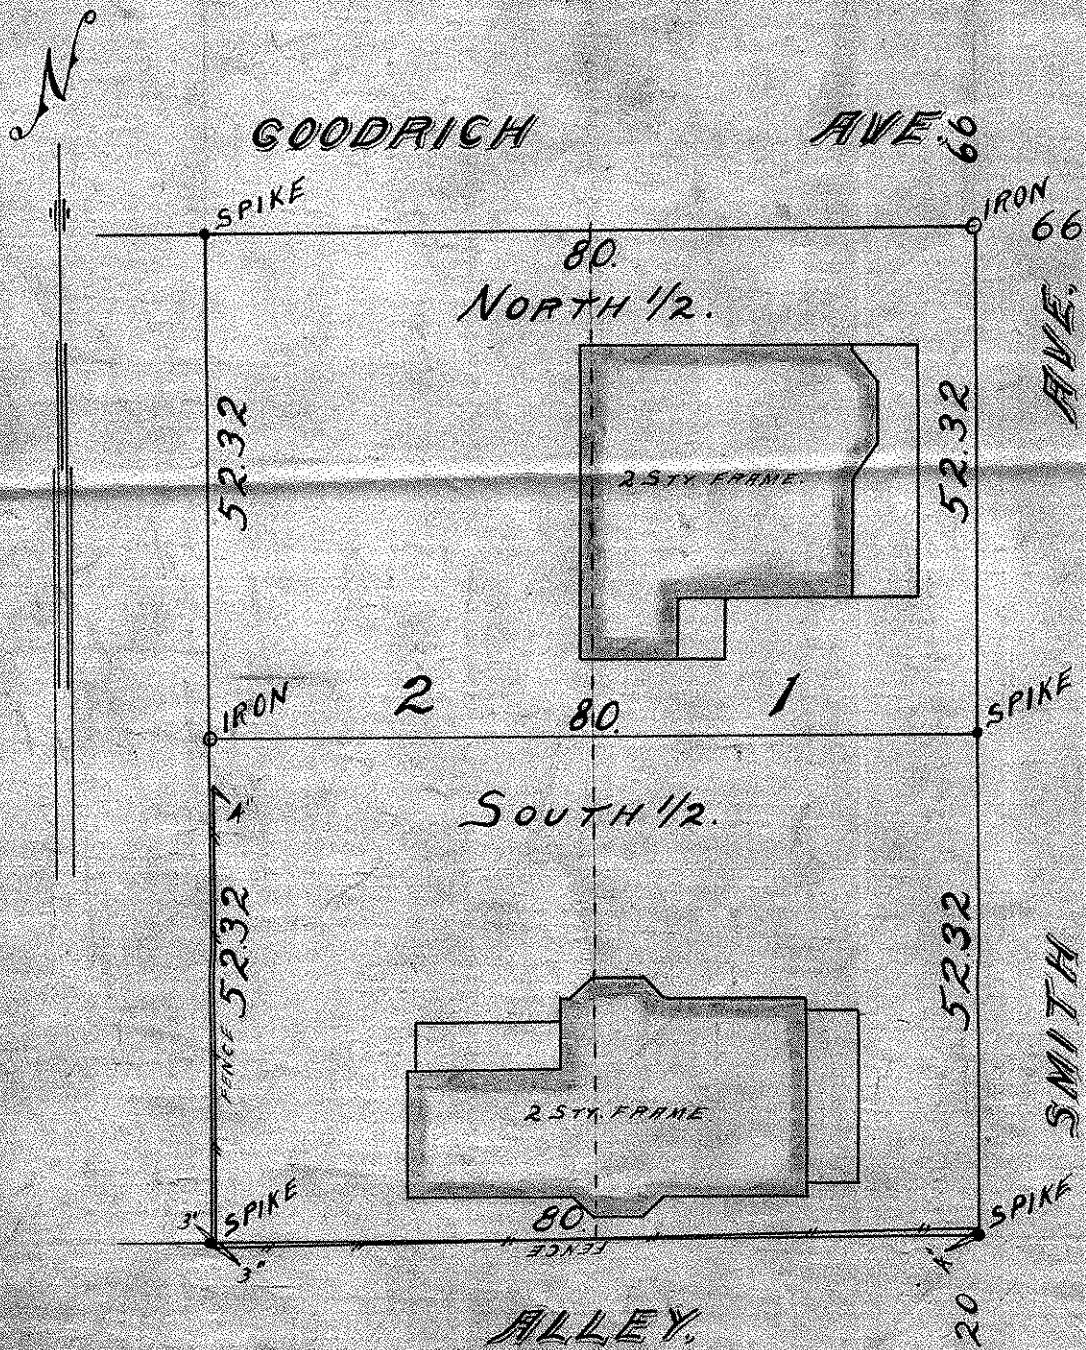 N
GOODRICH AVE. 66
SPIKE
IRON
66
80.
NORTH 1/2.
AVE.
52.32
52.32
2 STY FRAME.
IRON
2
80.
1
SPIKE
SOUTH 1/2.
4"
52.32
52.32
FENCE
SMITH
2 STY. FRAME.
SPIKE
80
SPIKE
3"
3"
FENCE
ALLEY.
20